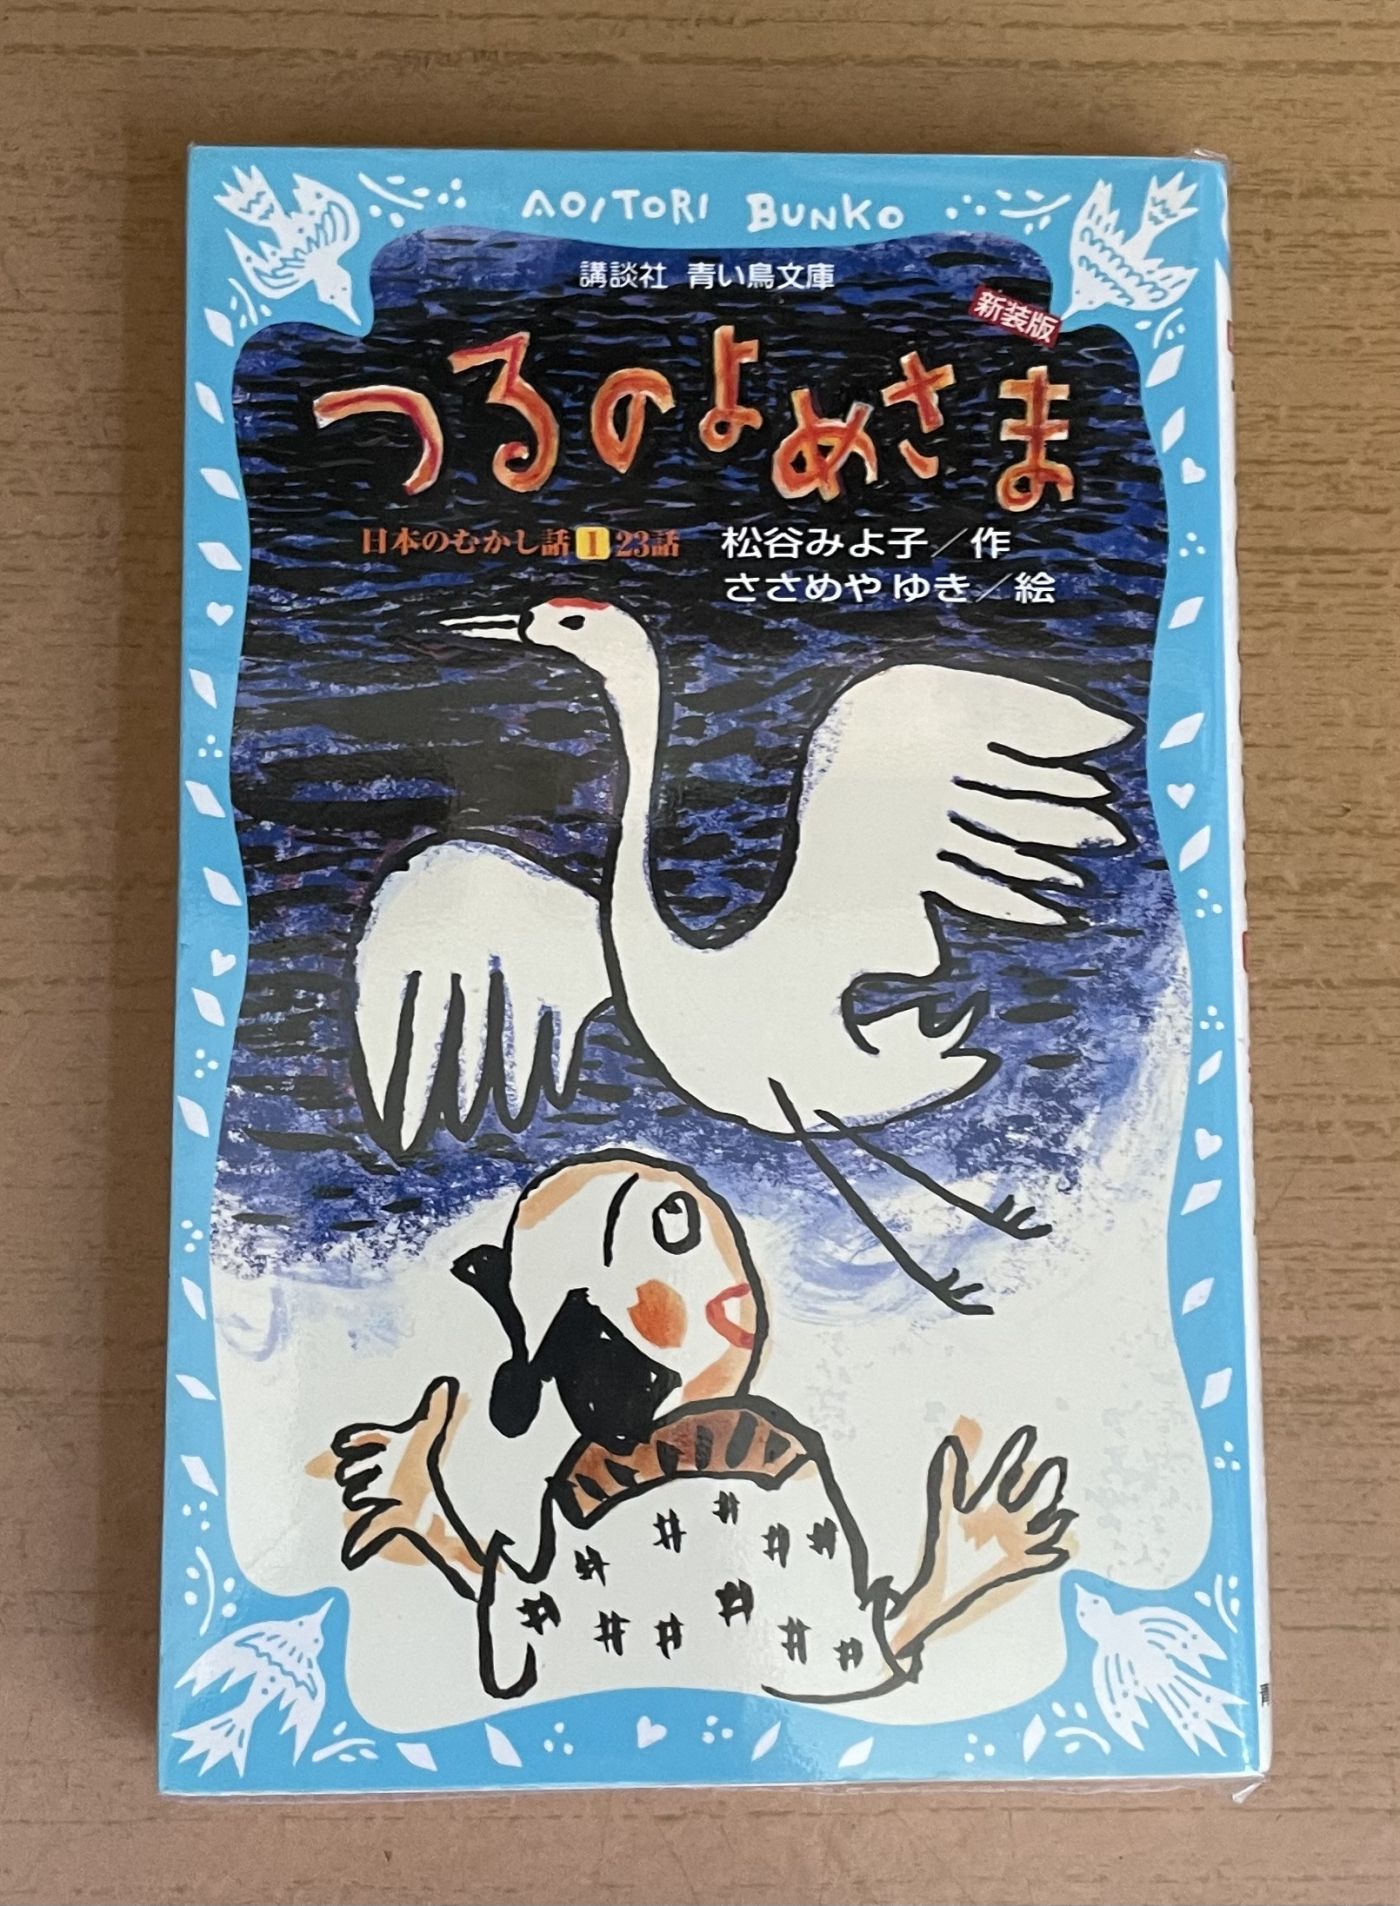 AOITORI BUNKO
講談社 青い鳥文庫
新装版
つるのよめさま
日本のむかし話 1 23話
松谷みよ子／作
ささめや ゆき／絵
青